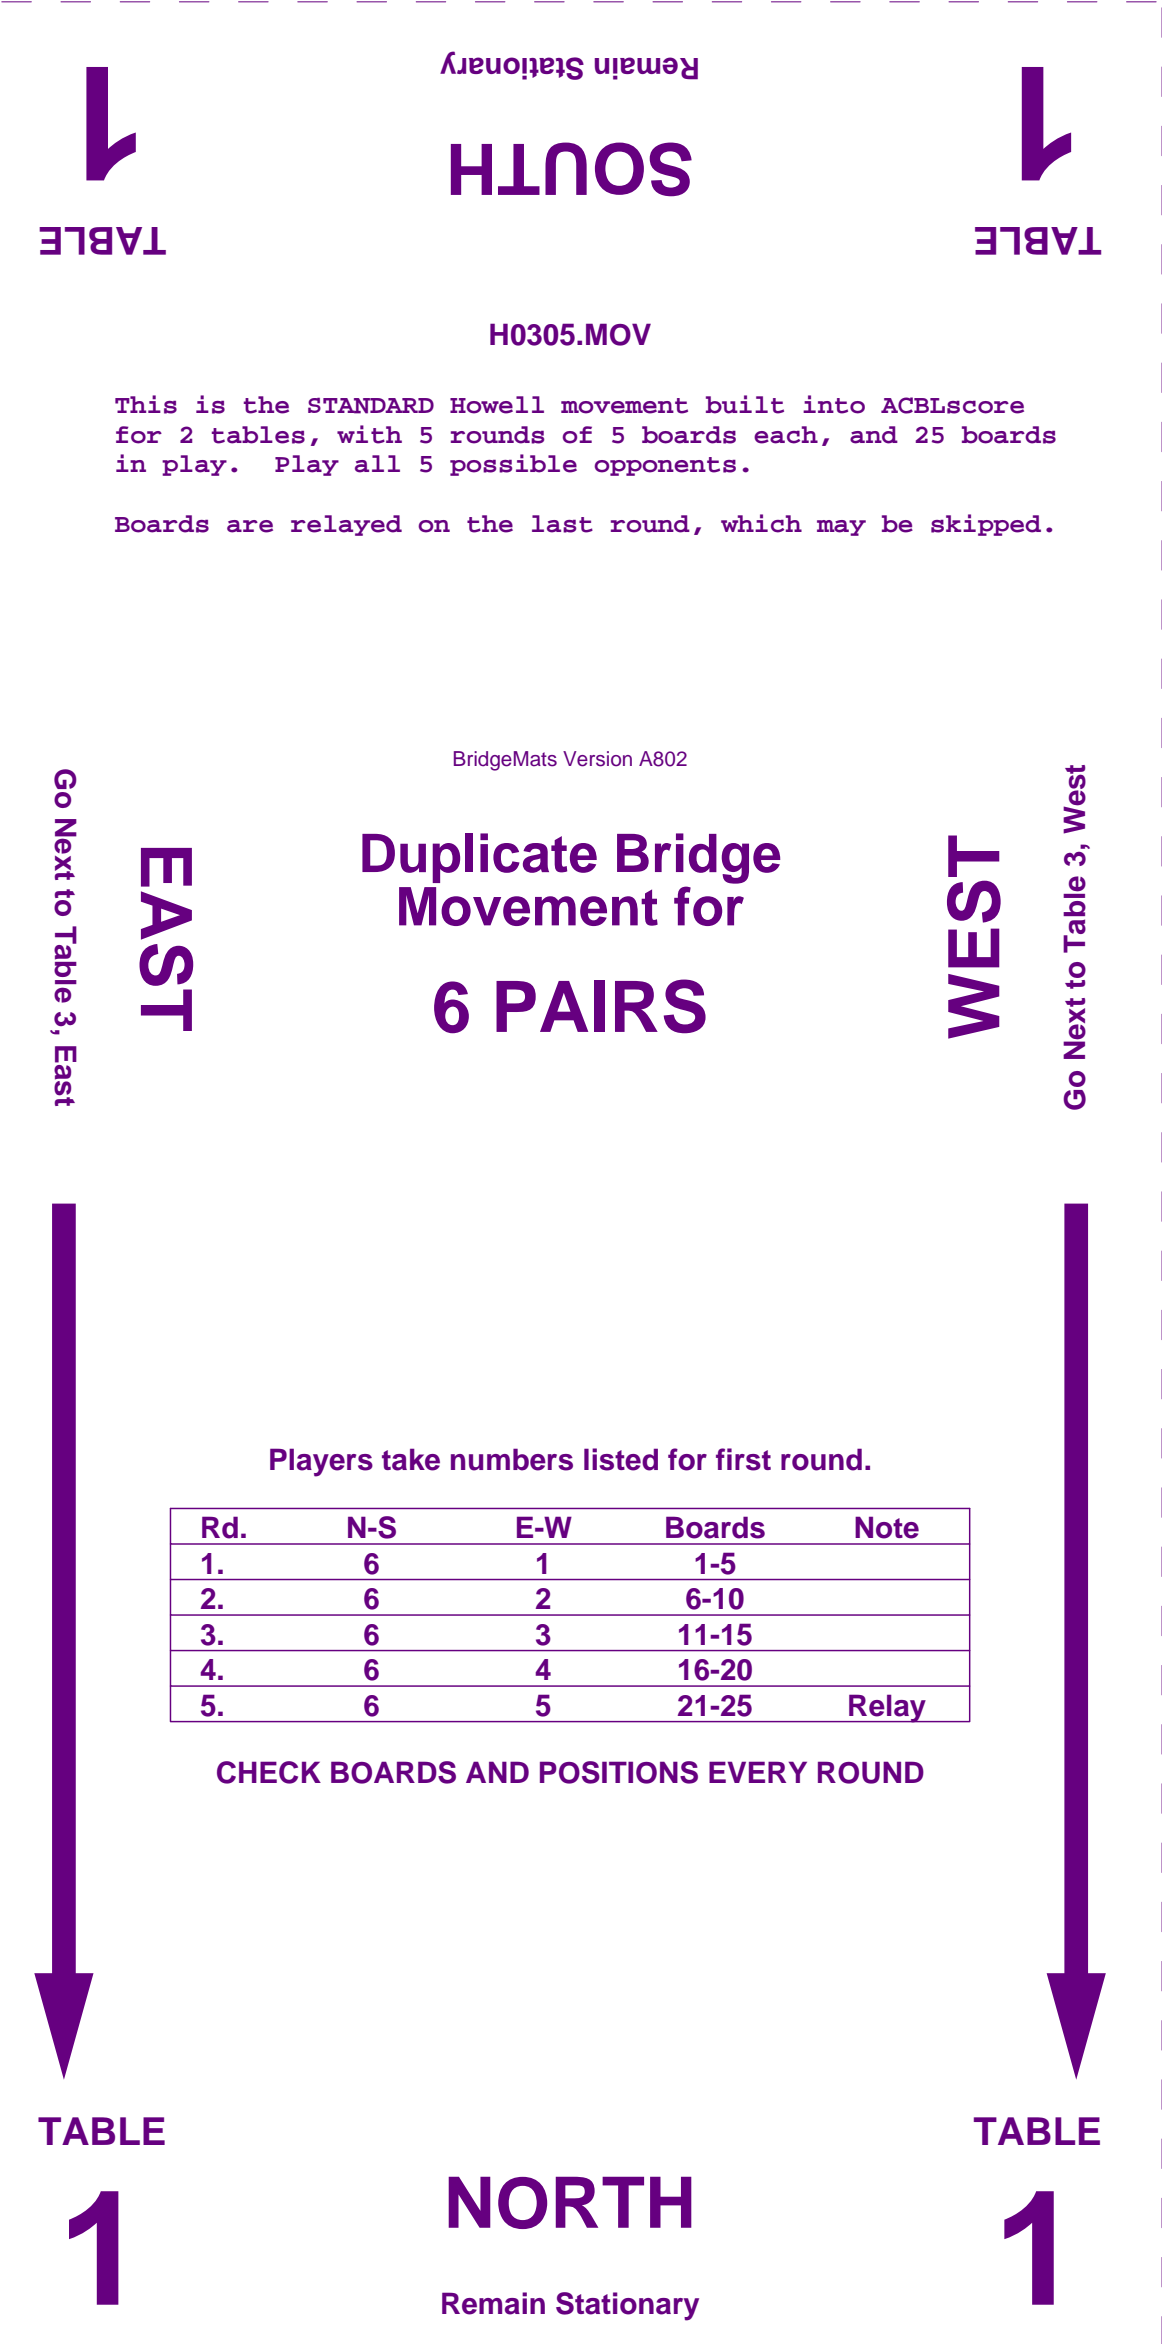 Remain Stationary
1 SOUTH 1
TABLE TABLE
H0305.MOV
This is the STANDARD Howell movement built into ACBLscore
for 2 tables, with 5 rounds of 5 boards each, and 25 boards
in play. Play all 5 possible opponents.
Boards are relayed on the last round, which may be skipped.
BridgeMats Version A802
Go Next to Table 3, East
EAST
Duplicate Bridge
Movement for
6 PAIRS
WEST
Go Next to Table 3, West
Players take numbers listed for first round.
Rd. N-S E-W Boards Note
1. 6 1 1-5
2. 6 2 6-10
3. 6 3 11-15
4. 6 4 16-20
5. 6 5 21-25 Relay
CHECK BOARDS AND POSITIONS EVERY ROUND
TABLE TABLE
1 NORTH 1
Remain Stationary